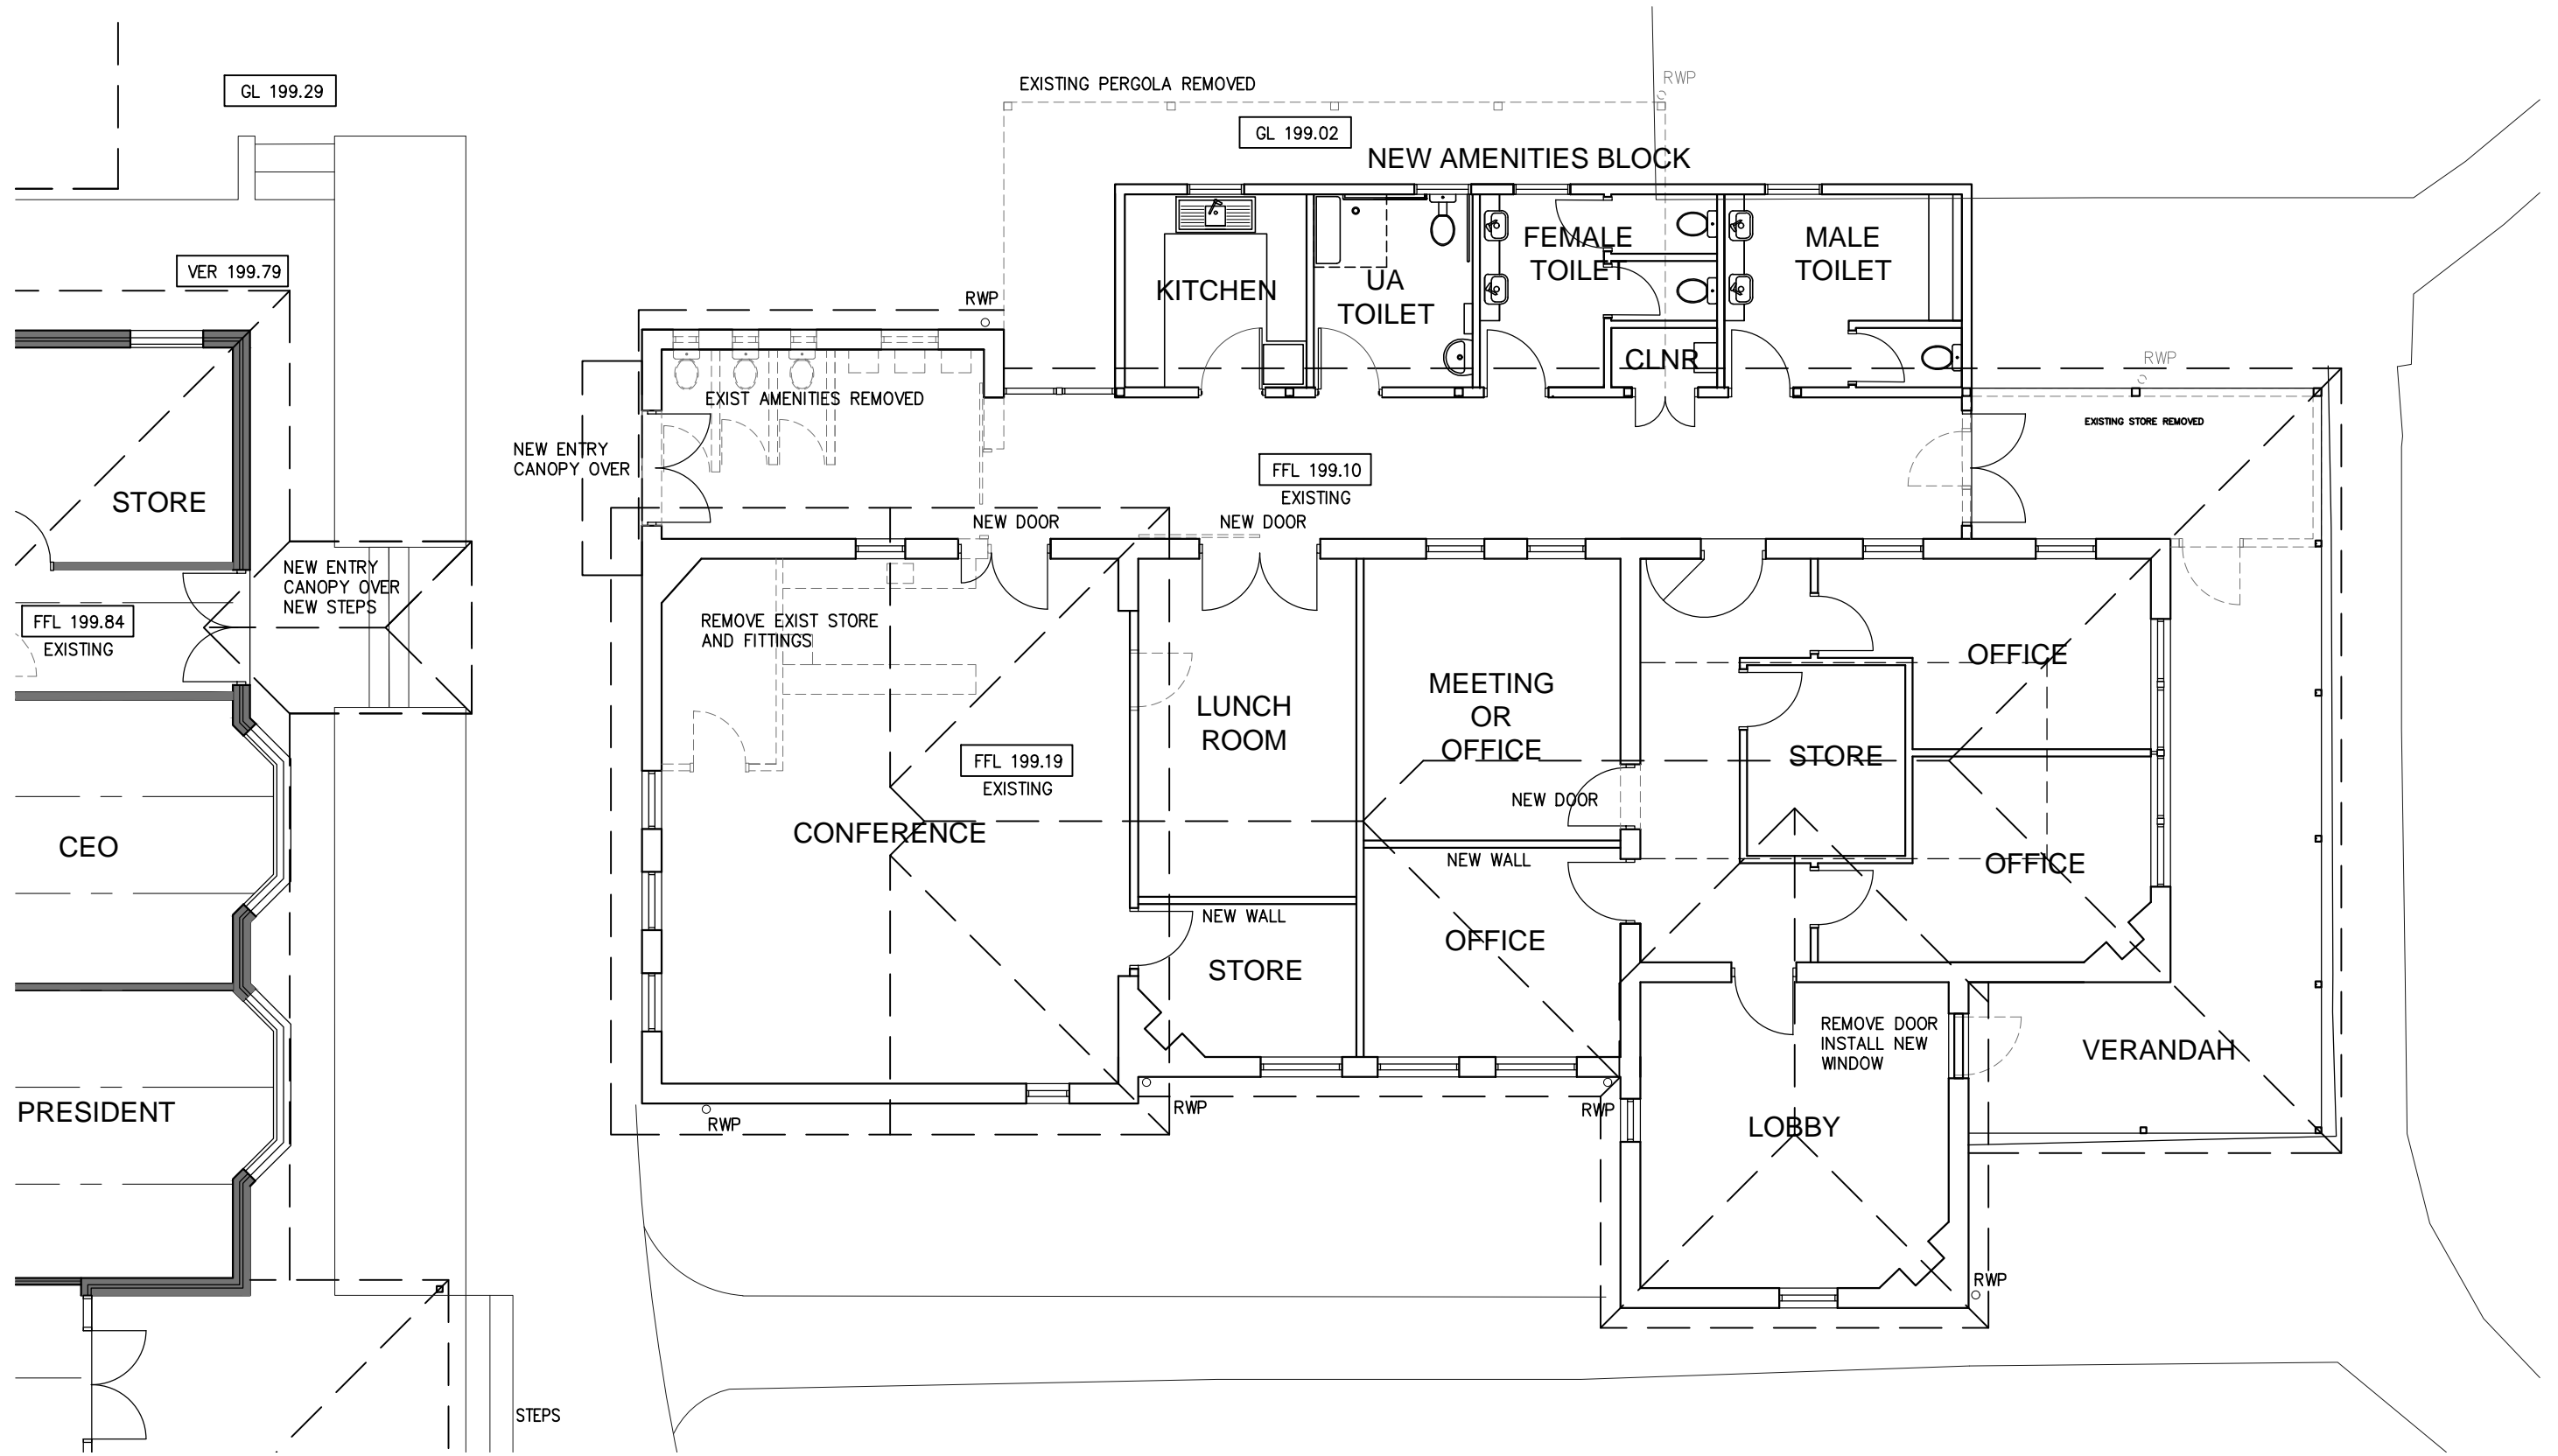 GL 199.29
VER 199.79
STORE
NEW ENTRY
CANOPY OVER
NEW STEPS
FFL 199.84
EXISTING
CEO
PRESIDENT
STEPS
EXISTING PERGOLA REMOVED
RWP
GL 199.02
NEW AMENITIES BLOCK
KITCHEN
UA
TOILET
FEMALE
TOILET
MALE
TOILET
CLNR
RWP
RWP
EXIST AMENITIES REMOVED
EXISTING STORE REMOVED
NEW ENTRY
CANOPY OVER
FFL 199.10
EXISTING
NEW DOOR
NEW DOOR
REMOVE EXIST STORE
AND FITTINGS
FFL 199.19
EXISTING
CONFERENCE
LUNCH
ROOM
MEETING
OR
OFFICE
NEW DOOR
NEW WALL
NEW WALL
STORE
OFFICE
STORE
OFFICE
OFFICE
REMOVE DOOR
INSTALL NEW
WINDOW
VERANDAH
LOBBY
RWP
RWP
RWP
RWP